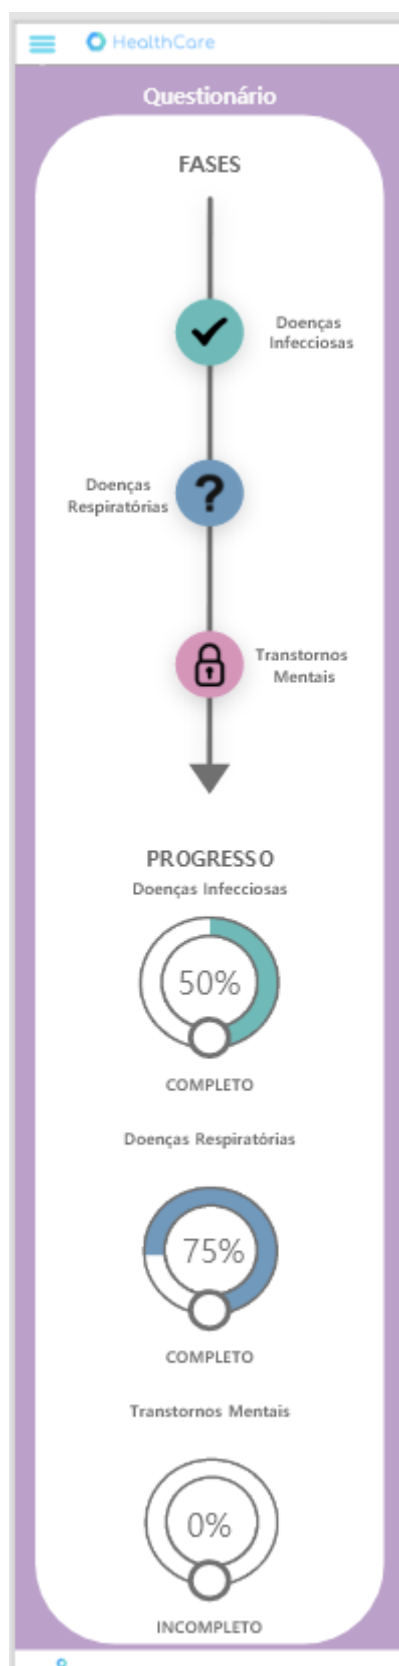 HealthCare
Questionário
FASES
Doenças
Infecciosas
?
Doenças
Respiratórias
Transtornos
Mentais
PROGRESSO
Doenças Infecciosas
50%
COMPLETO
Doenças Respiratórias
75%
COMPLETO
Transtornos Mentais
0%
INCOMPLETO